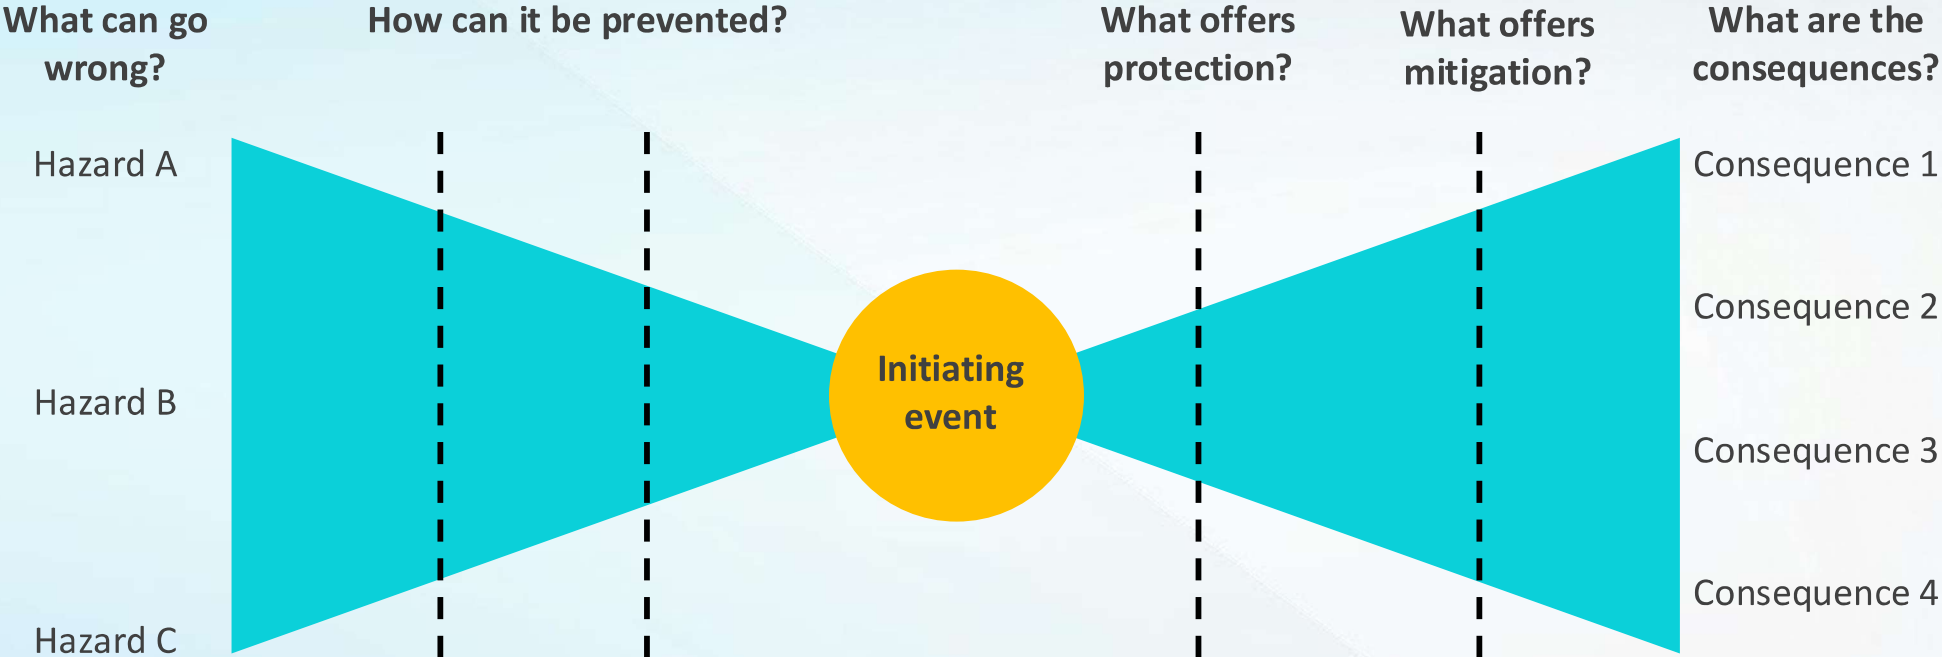 What can go
wrong?
How can it be prevented?
What offers
protection?
What offers
mitigation?
What are the
consequences?
Hazard A
Hazard B
Hazard C
Initiating
event
Consequence 1
Consequence 2
Consequence 3
Consequence 4